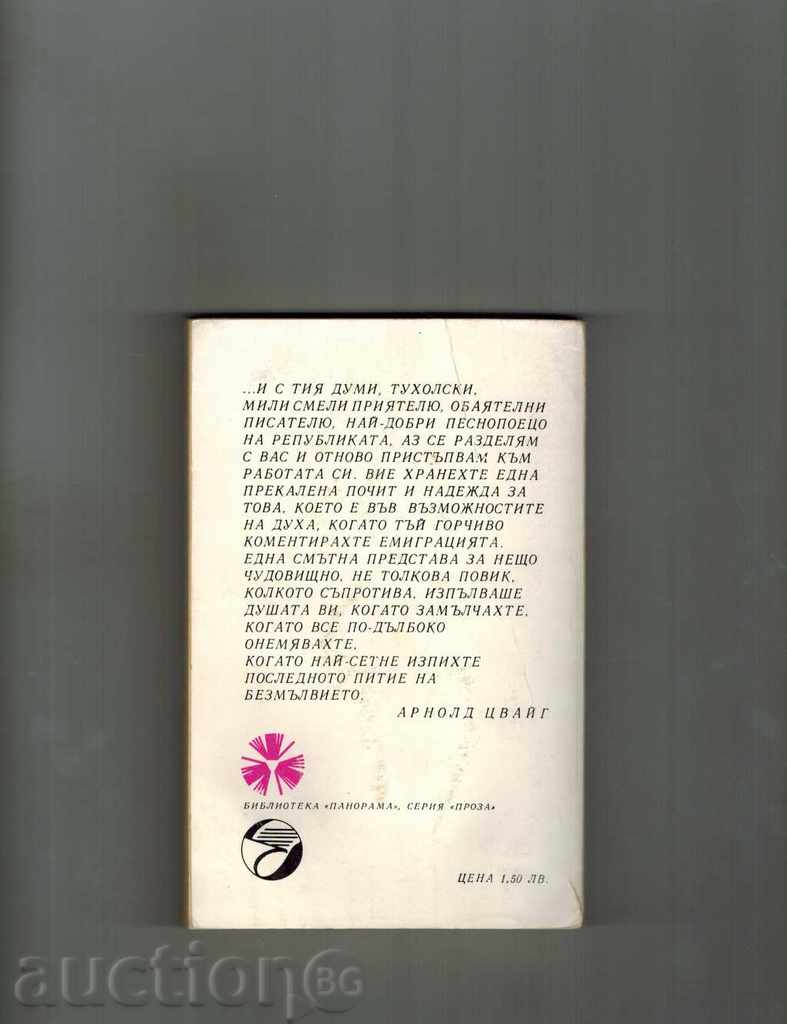 ...И С ТИЯ ДУМИ, ТУХОЛСКИ,
МИЛИ СМЕЛИ ПРИЯТЕЛЮ, ОБАЯТЕЛНИ
ПИСАТЕЛЮ, НАЙ-ДОБРИ ПЕСНОПОЕЦО
НА РЕПУБЛИКАТА, АЗ СЕ РАЗДЕЛЯМ
С ВАС И ОТНОВО ПРИСТЪПВАМ КЪМ
РАБОТАТА СИ. ВИЕ ХРАНЕХТЕ ЕДНА
ПРЕКАЛЕНА ПОЧИТ И НАДЕЖДА ЗА
ТОВА, КОЕТО Е ВЪВ ВЪЗМОЖНОСТИТЕ
НА ДУХА, КОГАТО ТЪЙ ГОРЧИВО
КОМЕНТИРАХТЕ ЕМИГРАЦИЯТА.
ЕДНА СМЪТНА ПРЕДСТАВА ЗА НЕЩО
ЧУДОВИЩНО, НЕ ТОЛКОВА ПОВИК,
КОЛКОТО СЪПРОТИВА, ИЗПЪЛВАШЕ
ДУШАТА ВИ, КОГАТО ЗАМЪЛЧАХТЕ,
КОГАТО ВСЕ ПО-ДЪЛБОКО
ОНЕМЯВАХТЕ,
КОГАТО НАЙ-СЕТНЕ ИЗПИХТЕ
ПОСЛЕДНОТО ПИТИЕ НА
БЕЗМЪЛВИЕТО.
АРНОЛД ЦВАЙГ
БИБЛИОТЕКА «ПАНОРАМА», СЕРИЯ «ПРОЗА»
ЦЕНА 1,50 ЛВ.
auction BG